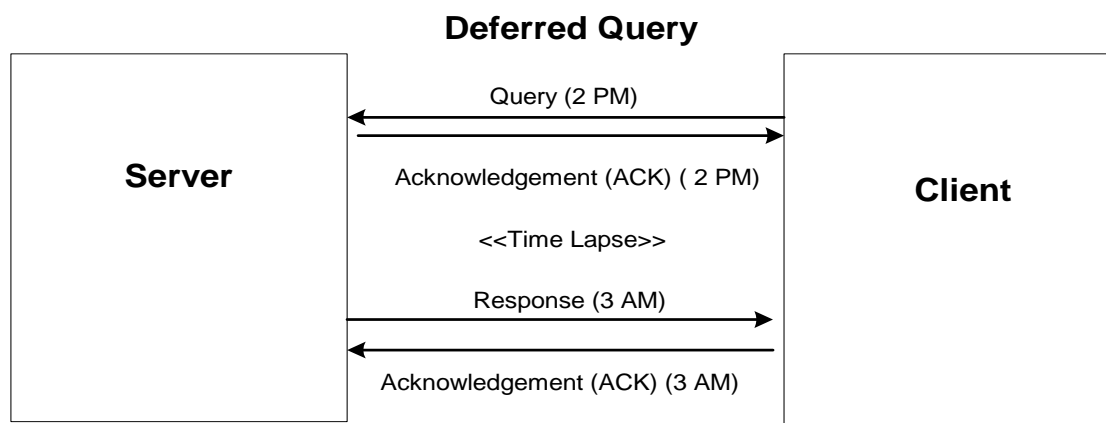 Deferred Query
Query (2 PM)
Server
Acknowledgement (ACK) ( 2 PM)
Client
<<Time Lapse>>
Response (3 AM)
Acknowledgement (ACK) (3 AM)